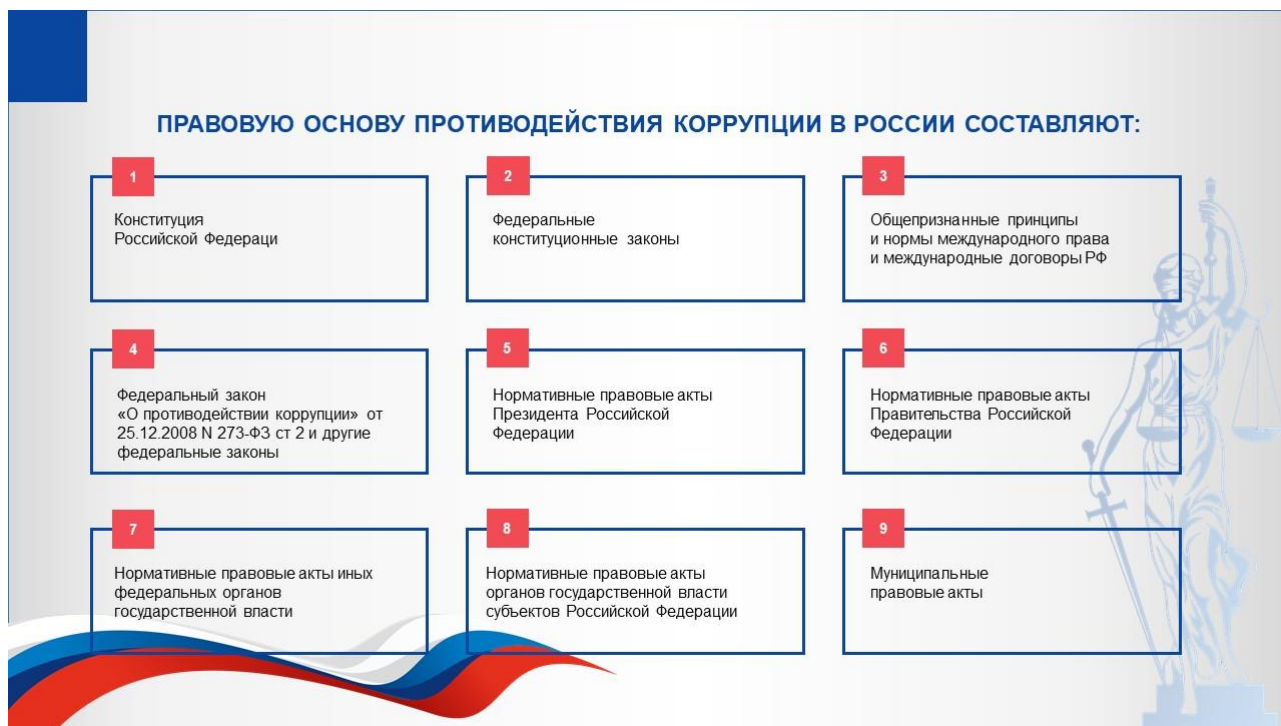 ПРАВОВУЮ ОСНОВУ ПРОТИВОДЕЙСТВИЯ КОРРУПЦИИ В РОССИИ СОСТАВЛЯЮТ:
1
Конституция
Российской Федераци
2
Федеральные
конституционные законы
3
Общепризнанные принципы
и нормы международного права
и международные договоры РФ
4
Федеральный закон
«О противодействии коррупции» от
25.12.2008 N 273-ФЗ ст 2 и другие
федеральные законы
5
Нормативные правовые акты
Президента Российской
Федерации
6
Нормативные правовые акты
Правительства Российской
Федерации
7
Нормативные правовые акты иных
федеральных органов
государственной власти
8
Нормативные правовые акты
органов государственной власти
субъектов Российской Федерации
9
Муниципальные
правовые акты